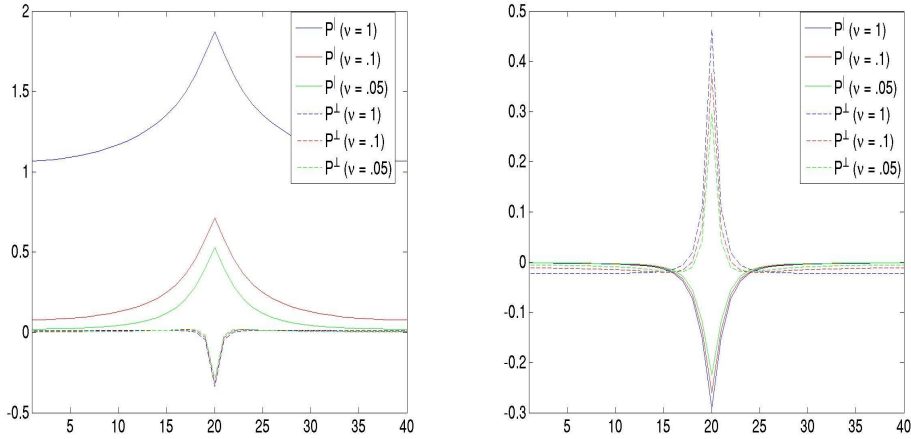 2
1.5
1
0.5
0
-0.5
5
10
15
20
25
30
35
40
P∥ (ν = 1)
P∥ (ν = .1)
P∥ (ν = .05)
P⊥ (ν = 1)
P⊥ (ν = .1)
P⊥ (ν = .05)
0.5
0.4
0.3
0.2
0.1
0
-0.1
-0.2
-0.3
5
10
15
20
25
30
35
40
P∥ (ν = 1)
P∥ (ν = .1)
P∥ (ν = .05)
P⊥ (ν = 1)
P⊥ (ν = .1)
P⊥ (ν = .05)